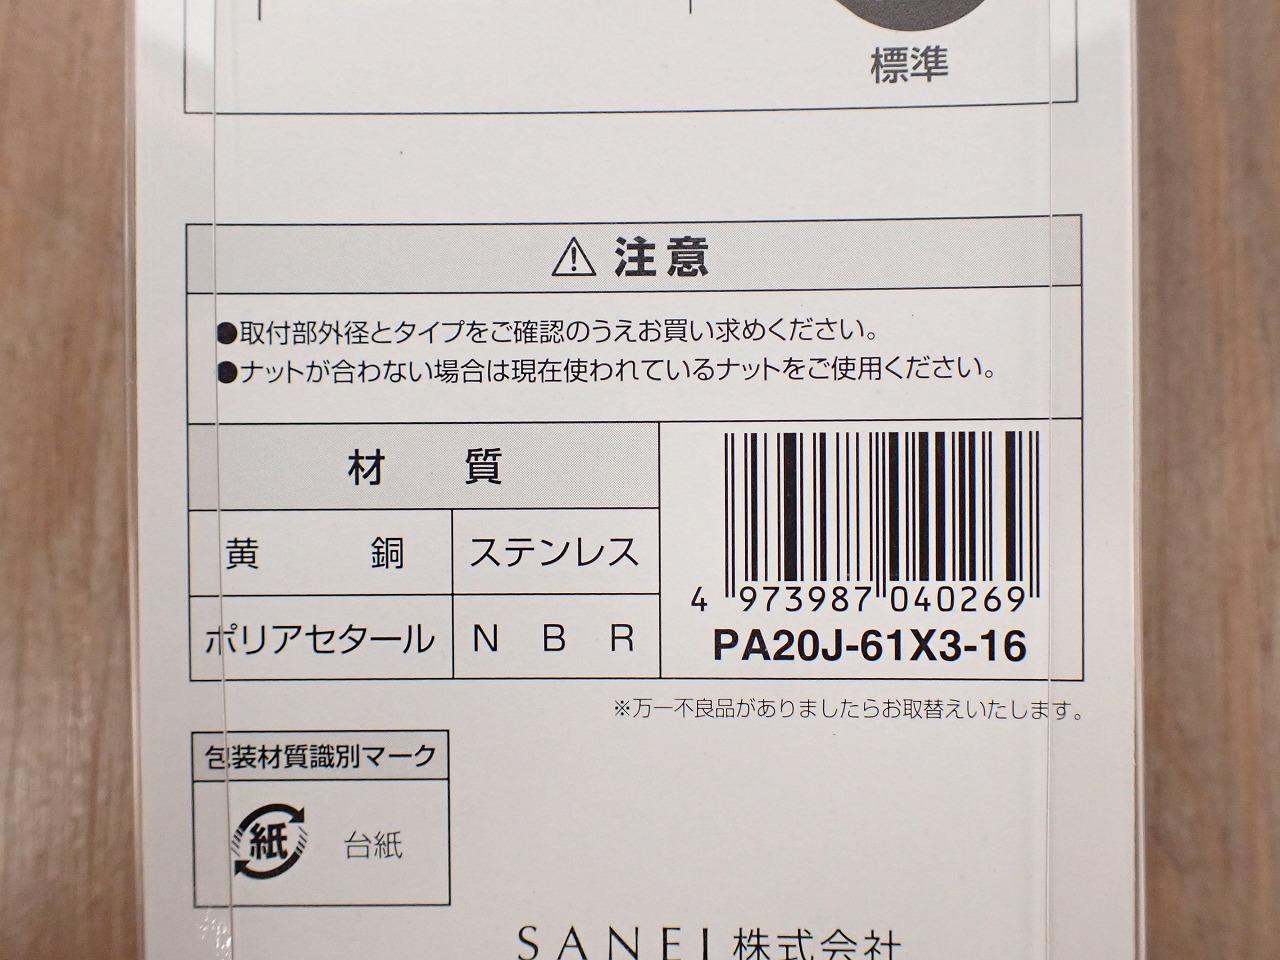 標準
注意
●取付部外径とタイプをご確認のうえお買い求めください。
●ナットが合わない場合は現在使われているナットをご使用ください。
材 質
黄 銅 ステンレス
ポリアセタール N B R
4 973987 040269
PA20J-61X3-16
※万一不良品がありましたらお取替えいたします。
包装材質識別マーク
紙 台紙
SANEI 株式会社